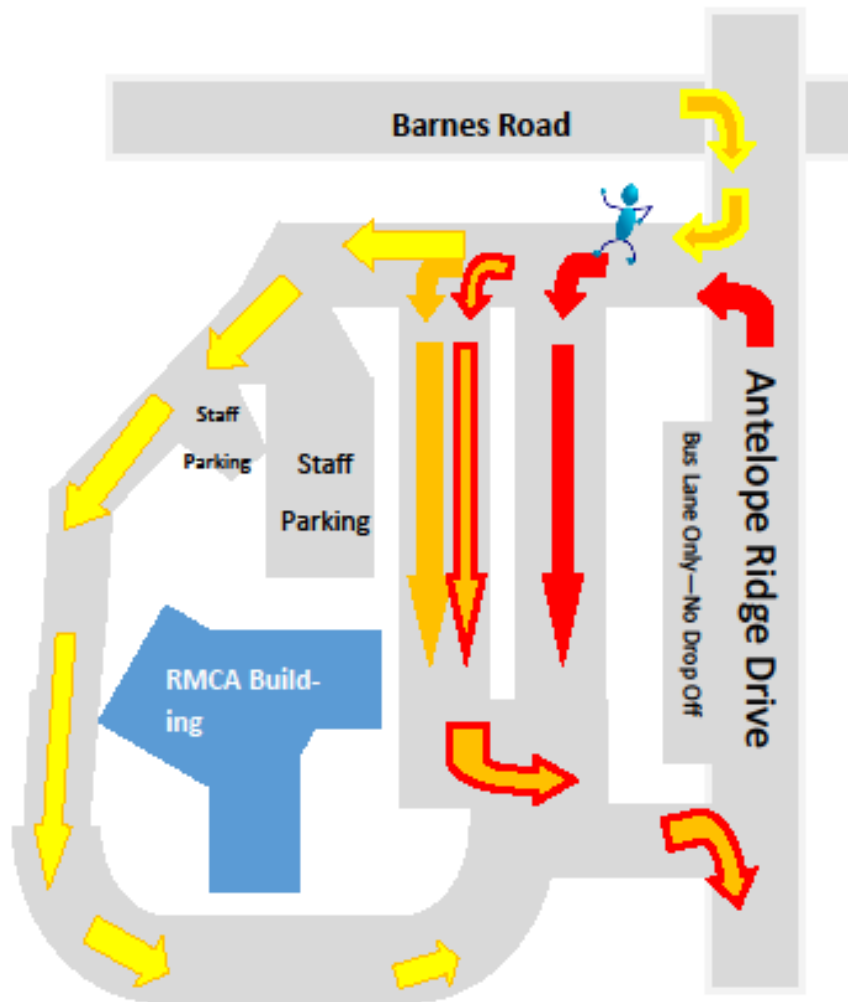 Barnes Road
Antelope Ridge Drive
Bus Lane Only—No Drop Off
Staff
Parking
Staff
Parking
RMCA Build-
ing